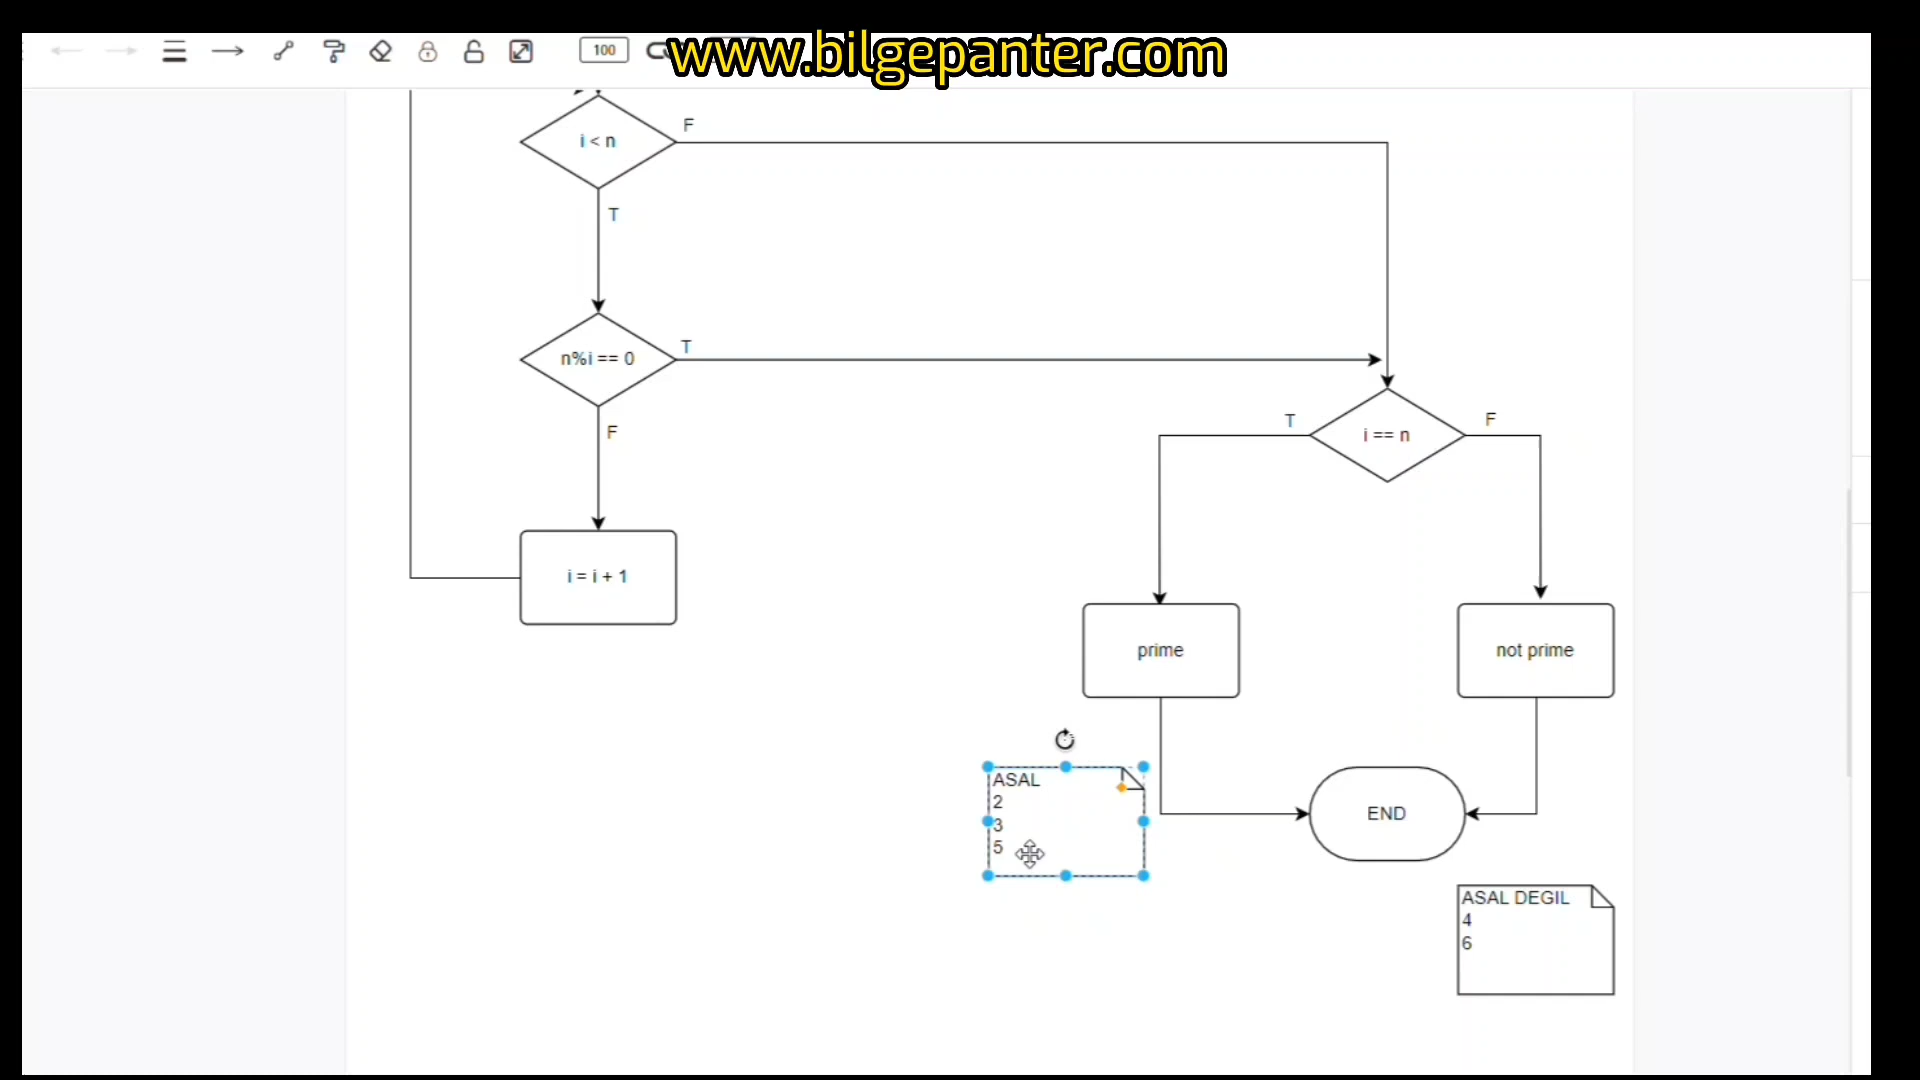 100
www.bilgepanter.com
i < n
F
T
n%i == 0
T
F
T
i == n
F
i = i + 1
prime
not prime
ASAL
2
3
5
END
ASAL DEGIL
4
6